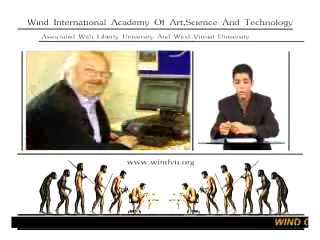 Wind International Academy Of Art,Science And Technology
Associated With Liberty University And Wind Virtual University
www.windvu.org
WIND